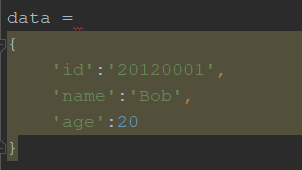 data =
{
    'id':'20120001',
    'name':'Bob',
    'age':20
}